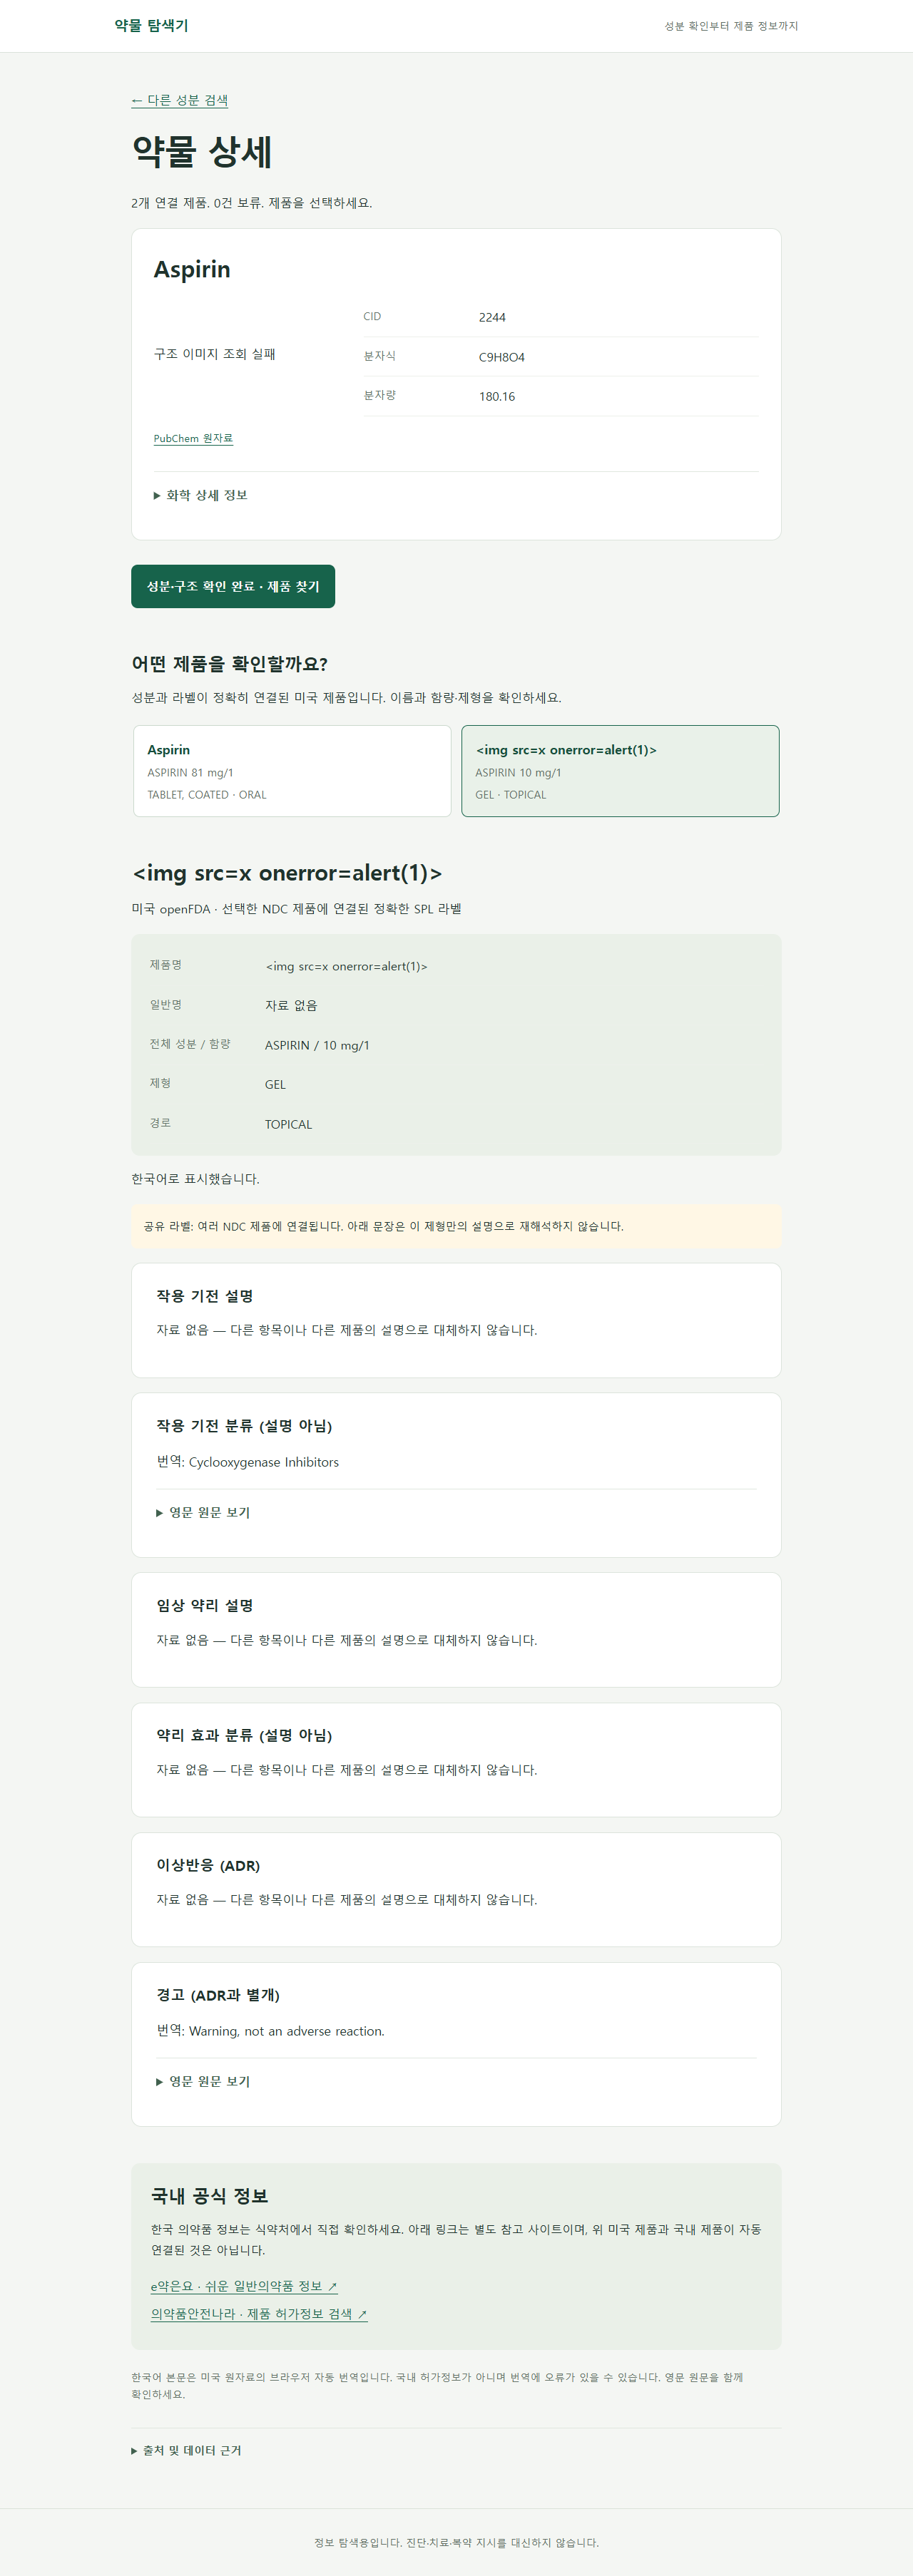 약물 탐색기
성분 확인부터 제품 정보까지
← 다른 성분 검색
약물 상세
2개 연결 제품. 0건 보류. 제품을 선택하세요.
Aspirin
구조 이미지 조회 실패
CID 2244
분자식 C9H8O4
분자량 180.16
PubChem 원자료
▶ 화학 상세 정보
성분·구조 확인 완료 · 제품 찾기
어떤 제품을 확인할까요?
성분과 라벨이 정확히 연결된 미국 제품입니다. 이름과 함량·제형을 확인하세요.
Aspirin
ASPIRIN 81 mg/1
TABLET, COATED · ORAL
<img src=x onerror=alert(1)>
ASPIRIN 10 mg/1
GEL · TOPICAL
<img src=x onerror=alert(1)>
미국 openFDA · 선택한 NDC 제품에 연결된 정확한 SPL 라벨
제품명 <img src=x onerror=alert(1)>
일반명 자료 없음
전체 성분 / 함량 ASPIRIN / 10 mg/1
제형 GEL
경로 TOPICAL
한국어로 표시했습니다.
공유 라벨: 여러 NDC 제품에 연결됩니다. 아래 문장은 이 제형만의 설명으로 재해석하지 않습니다.
작용 기전 설명
자료 없음 — 다른 항목이나 다른 제품의 설명으로 대체하지 않습니다.
작용 기전 분류 (설명 아님)
번역: Cyclooxygenase Inhibitors
▶ 영문 원문 보기
임상 약리 설명
자료 없음 — 다른 항목이나 다른 제품의 설명으로 대체하지 않습니다.
약리 효과 분류 (설명 아님)
자료 없음 — 다른 항목이나 다른 제품의 설명으로 대체하지 않습니다.
이상반응 (ADR)
자료 없음 — 다른 항목이나 다른 제품의 설명으로 대체하지 않습니다.
경고 (ADR과 별개)
번역: Warning, not an adverse reaction.
▶ 영문 원문 보기
국내 공식 정보
한국 의약품 정보는 식약처에서 직접 확인하세요. 아래 링크는 별도 참고 사이트이며, 위 미국 제품과 국내 제품이 자동
연결된 것은 아닙니다.
e약은요 · 쉬운 일반의약품 정보 ↗
의약품안전나라 · 제품 허가정보 검색 ↗
한국어 본문은 미국 원자료의 브라우저 자동 번역입니다. 국내 허가정보가 아니며 번역에 오류가 있을 수 있습니다. 영문 원문을 함께
확인하세요.
▶ 출처 및 데이터 근거
정보 탐색용입니다. 진단·치료·복약 지시를 대신하지 않습니다.